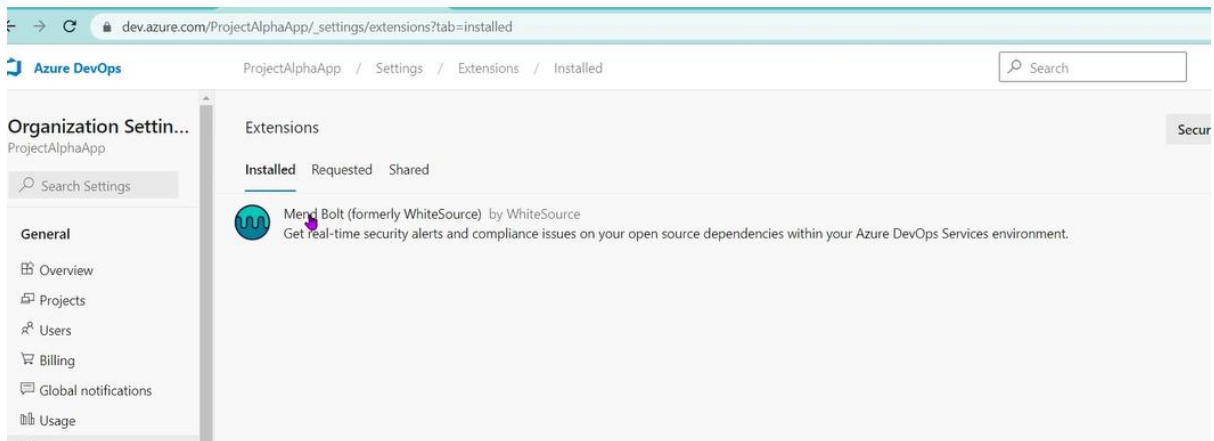 dev.azure.com/ProjectAlphaApp/_settings/extensions?tab=installed
Azure DevOps
ProjectAlphaApp / Settings / Extensions / Installed
Search
Organization Settin...
ProjectAlphaApp
Search Settings
General
Overview
Projects
Users
Billing
Global notifications
Usage
Extensions
Secur
Installed Requested Shared
Mend Bolt (formerly WhiteSource) by WhiteSource
Get real-time security alerts and compliance issues on your open source dependencies within your Azure DevOps Services environment.